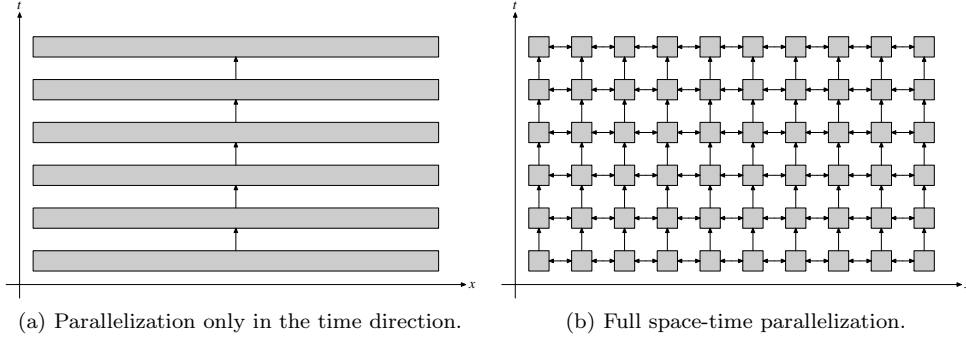 t
x
(a) Parallelization only in the time direction.
t
x
(b) Full space-time parallelization.